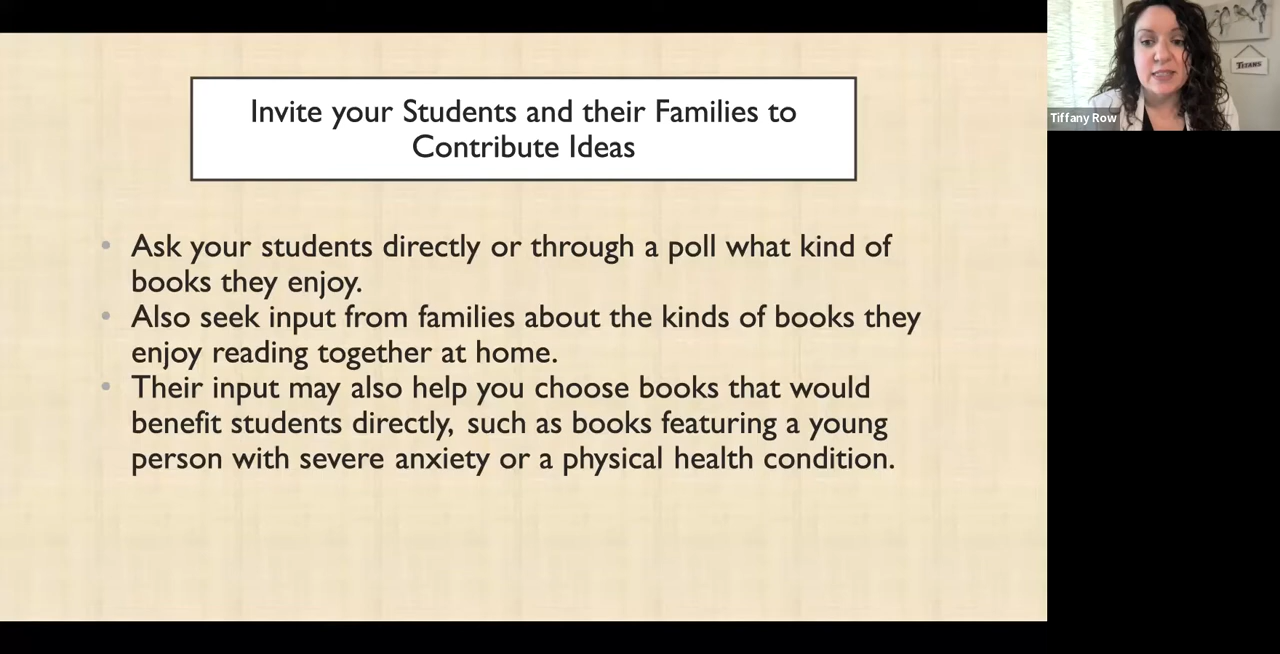 Invite your Students and their Families to
Contribute Ideas
• Ask your students directly or through a poll what kind of
books they enjoy.
• Also seek input from families about the kinds of books they
enjoy reading together at home.
• Their input may also help you choose books that would
benefit students directly, such as books featuring a young
person with severe anxiety or a physical health condition.
TITANS
Tiffany Row